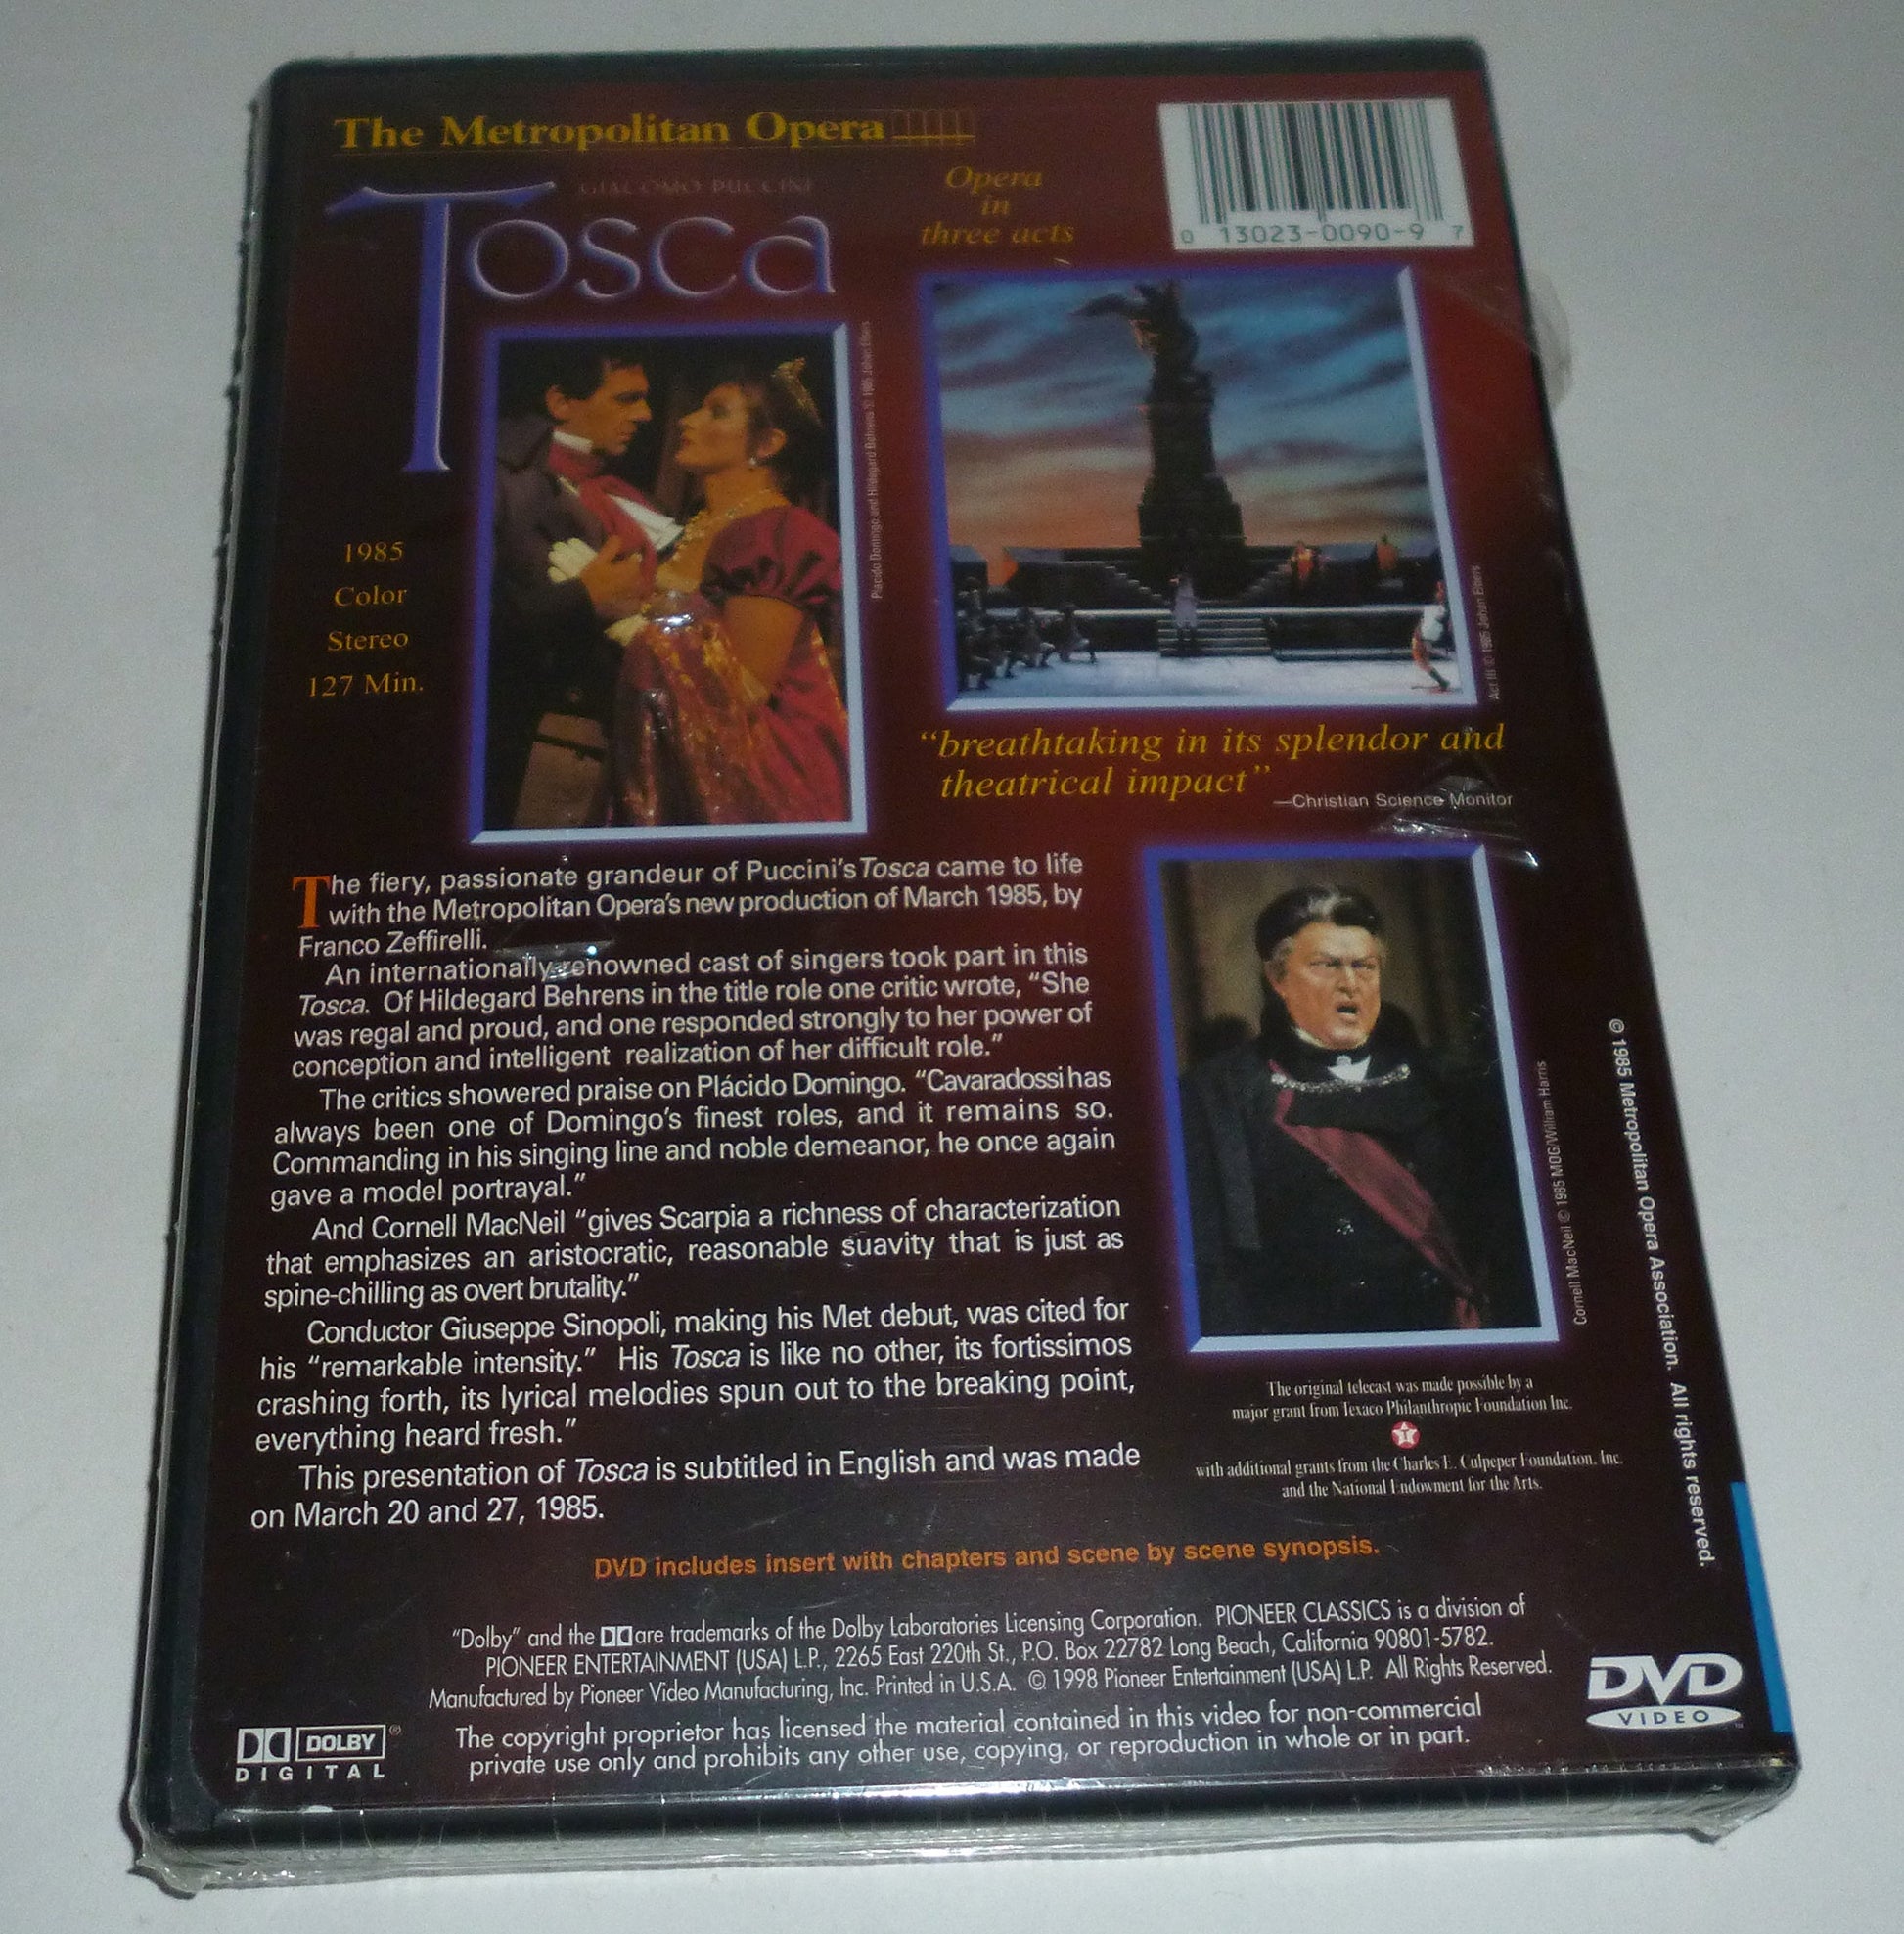 The Metropolitan Opera
GIACOMO PUCCINI
Tosca
Opera
in
three acts
0 13023-0090-9 7
1985
Color
Stereo
127 Min.
Placido Domingo and Hildegard Behrens © 1985 Johan Elbers
Act III © 1985 Johan Elbers
“breathtaking in its splendor and
theatrical impact”
—Christian Science Monitor
The fiery, passionate grandeur of Puccini's Tosca came to life
with the Metropolitan Opera's new production of March 1985, by
Franco Zeffirelli.
An internationally renowned cast of singers took part in this
Tosca. Of Hildegard Behrens in the title role one critic wrote, “She
was regal and proud, and one responded strongly to her power of
conception and intelligent realization of her difficult role.”
The critics showered praise on Plácido Domingo. “Cavaradossi has
always been one of Domingo's finest roles, and it remains so.
Commanding in his singing line and noble demeanor, he once again
gave a model portrayal.”
And Cornell MacNeil “gives Scarpia a richness of characterization
that emphasizes an aristocratic, reasonable suavity that is just as
spine-chilling as overt brutality.”
Conductor Giuseppe Sinopoli, making his Met debut, was cited for
his “remarkable intensity.” His Tosca is like no other, its fortissimos
crashing forth, its lyrical melodies spun out to the breaking point,
everything heard fresh.”
This presentation of Tosca is subtitled in English and was made
on March 20 and 27, 1985.
Cornell MacNeil © 1985 MOG/William Harris
© 1985 Metropolitan Opera Association. All rights reserved.
The original telecast was made possible by a
major grant from Texaco Philanthropic Foundation Inc.
T
with additional grants from the Charles E. Culpeper Foundation, Inc.
and the National Endowment for the Arts.
DVD includes insert with chapters and scene by scene synopsis.
“Dolby” and the are trademarks of the Dolby Laboratories Licensing Corporation. PIONEER CLASSICS is a division of
PIONEER ENTERTAINMENT (USA) L.P., 2265 East 220th St., P.O. Box 22782 Long Beach, California 90801-5782.
Manufactured by Pioneer Video Manufacturing, Inc. Printed in U.S.A. © 1998 Pioneer Entertainment (USA) L.P. All Rights Reserved.
The copyright proprietor has licensed the material contained in this video for non-commercial
private use only and prohibits any other use, copying, or reproduction in whole or in part.
DOLBY ®
DIGITAL
DVD
VIDEO